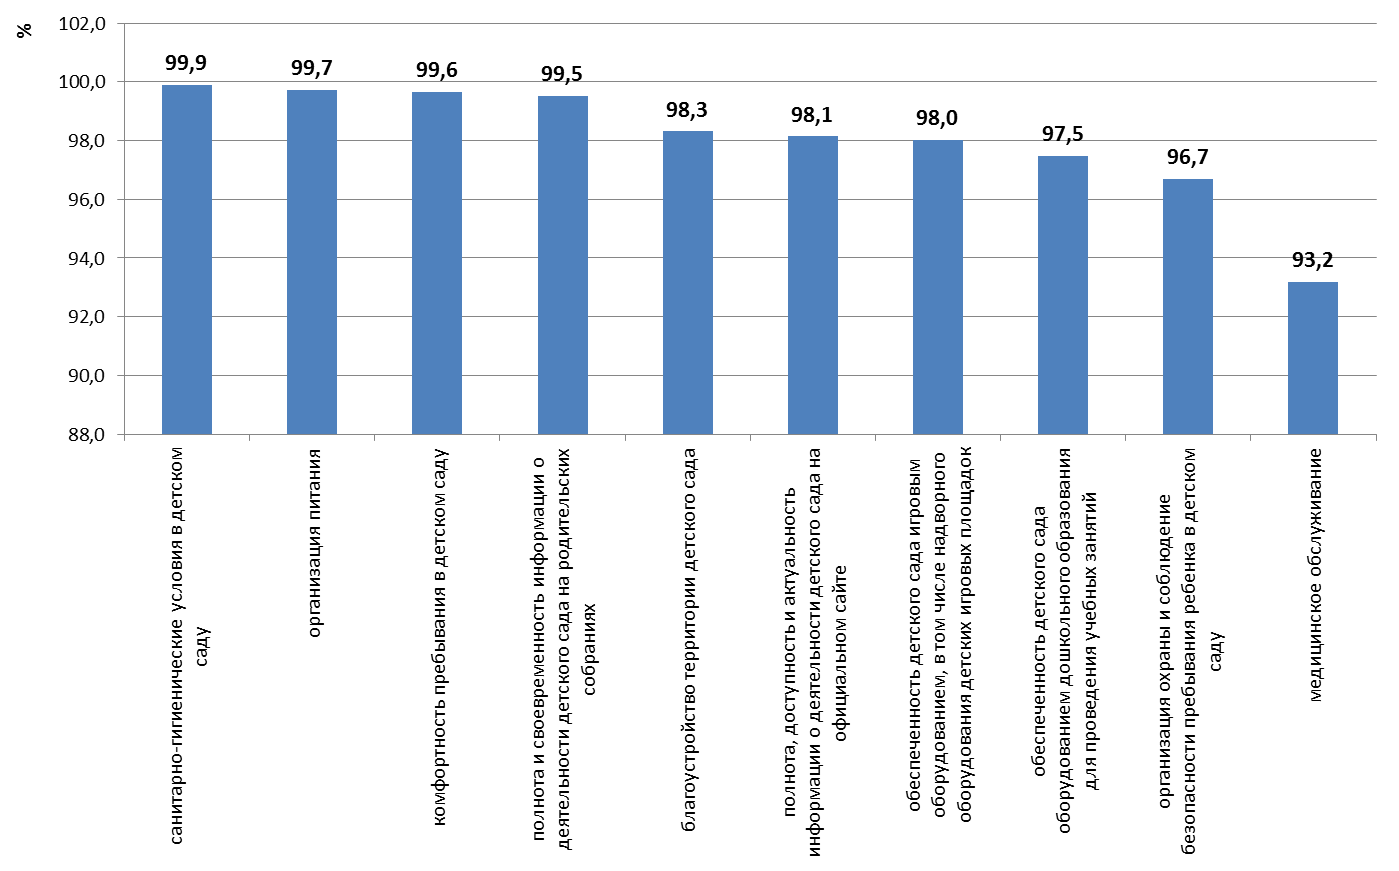 %
102,0
100,0
98,0
96,0
94,0
92,0
90,0
88,0
99,9
99,7
99,6
99,5
98,3
98,1
98,0
97,5
96,7
93,2
санитарно-гигиенические условия в детском
саду
организация питания
комфортность пребывания в детском саду
полнота и своевременность информации о
деятельности детского сада на родительских
собраниях
благоустройство территории детского сада
полнота, доступность и актуальность
информации о деятельности детского сада на
официальном сайте
обеспеченность детского сада игровым
оборудованием, в том числе надворного
оборудования детских игровых площадок
обеспеченность детского сада
оборудованием дошкольного образования
для проведения учебных занятий
организация охраны и соблюдение
безопасности пребывания ребенка в детском
саду
медицинское обслуживание